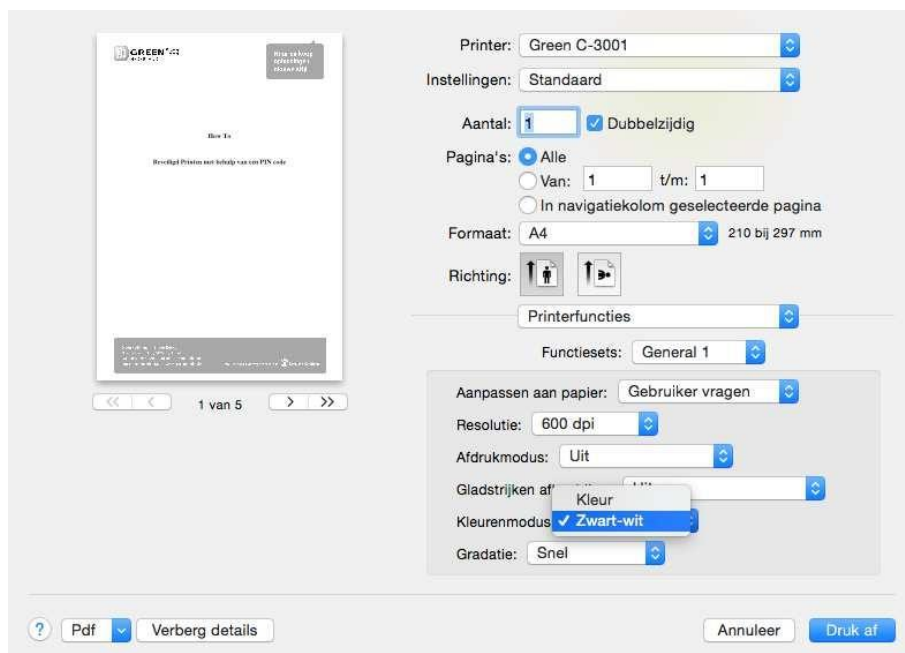 GREEN
How To
Beveiligd Printen met behulp van een PIN code
1 van 5
Printer: Green C-3001
Instellingen: Standaard
Aantal: 1 Dubbelzijdig
Pagina's: Alle
Van: 1 t/m: 1
In navigatiekolom geselecteerde pagina
Formaat: A4 210 bij 297 mm
Richting:
Printerfuncties
Functiesets: General 1
Aanpassen aan papier: Gebruiker vragen
Resolutie: 600 dpi
Afdrukmodus: Uit
Gladstrijken
Kleur
Kleurenmodus Zwart-wit
Gradatie: Snel
? Pdf Verberg details Annuleer Druk af